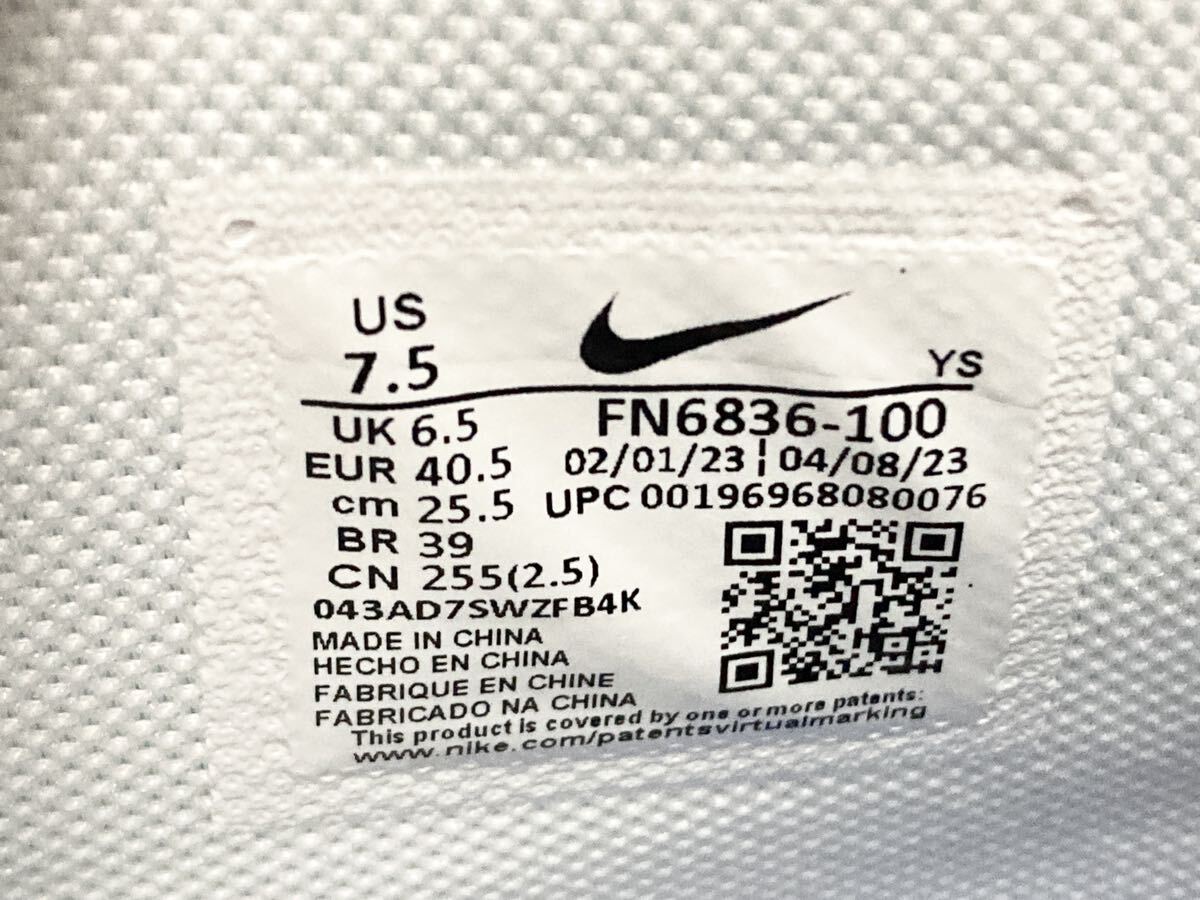 US
7.5
YS
UK 6.5
EUR 40.5
cm 25.5
BR 39
CN 255(2.5)
FN6836-100
02/01/23 | 04/08/23
UPC 00196968080076
043AD7SWZFB4K
MADE IN CHINA
HECHO EN CHINA
FABRIQUE EN CHINE
FABRICADO NA CHINA
This product is covered by one or more patents:
www.nike.com/patentsvirtualmarking